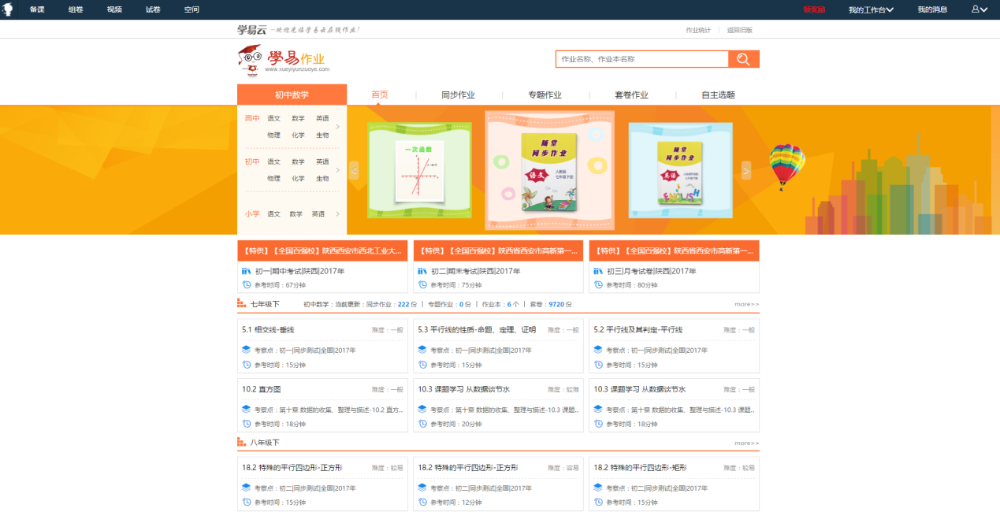 备课 组卷 视频 试卷 空间 领奖励 我的工作台 我的消息
学易云 -欢迎光临学易云在线作业! 作业统计 | 返回旧版
學易作业
www.xueyiyunzuoye.com
作业名称、作业本名称
初中数学 首页 | 同步作业 | 专题作业 | 套卷作业 | 自主选题
高中 语文 数学 英语
物理 化学 生物
初中 语文 数学 英语
物理 化学 生物
小学 语文 数学 英语
一次函数
随堂
同步作业
语文
人教版
七年级下册
随堂
同步作业
英语
ENGLISH
【特供】【全国百强校】陕西西安市西北工业大...
初一|期中考试|陕西|2017年
参考时间：67分钟
【特供】【全国百强校】陕西省西安市高新第一...
初二|期末考试|陕西|2017年
参考时间：75分钟
【特供】【全国百强校】陕西省西安市高新第一...
初三|月考试卷|陕西|2017年
参考时间：80分钟
七年级下 初中数学：当前更新：同步作业：222 份 | 专题作业：0 份 | 作业本：6 个 | 套卷：9720 份 more>>
5.1 相交线-垂线 难度：一般
考察点：初一|同步测试|全国|2017年
参考时间：15分钟
5.3 平行线的性质-命题、定理、证明 难度：一般
考察点：初一|同步测试|全国|2017年
参考时间：15分钟
5.2 平行线及其判定-平行线 难度：一般
考察点：初一|同步测试|全国|2017年
参考时间：15分钟
10.2 直方图 难度：一般
考察点：第十章 数据的收集、整理与描述-10.2 直方..
参考时间：18分钟
10.3 课题学习 从数据谈节水 难度：较难
考察点：第十章 数据的收集、整理与描述-10.3 课题..
参考时间：20分钟
10.3 课题学习 从数据谈节水 难度：一般
考察点：第十章 数据的收集、整理与描述-10.3 课题..
参考时间：18分钟
八年级下 more>>
18.2 特殊的平行四边形-正方形 难度：较易
考察点：初二|同步测试|全国|2017年
参考时间：15分钟
18.2 特殊的平行四边形-正方形 难度：容易
考察点：初二|同步测试|全国|2017年
参考时间：12分钟
18.2 特殊的平行四边形-矩形 难度：较易
考察点：初二|同步测试|全国|2017年
参考时间：15分钟